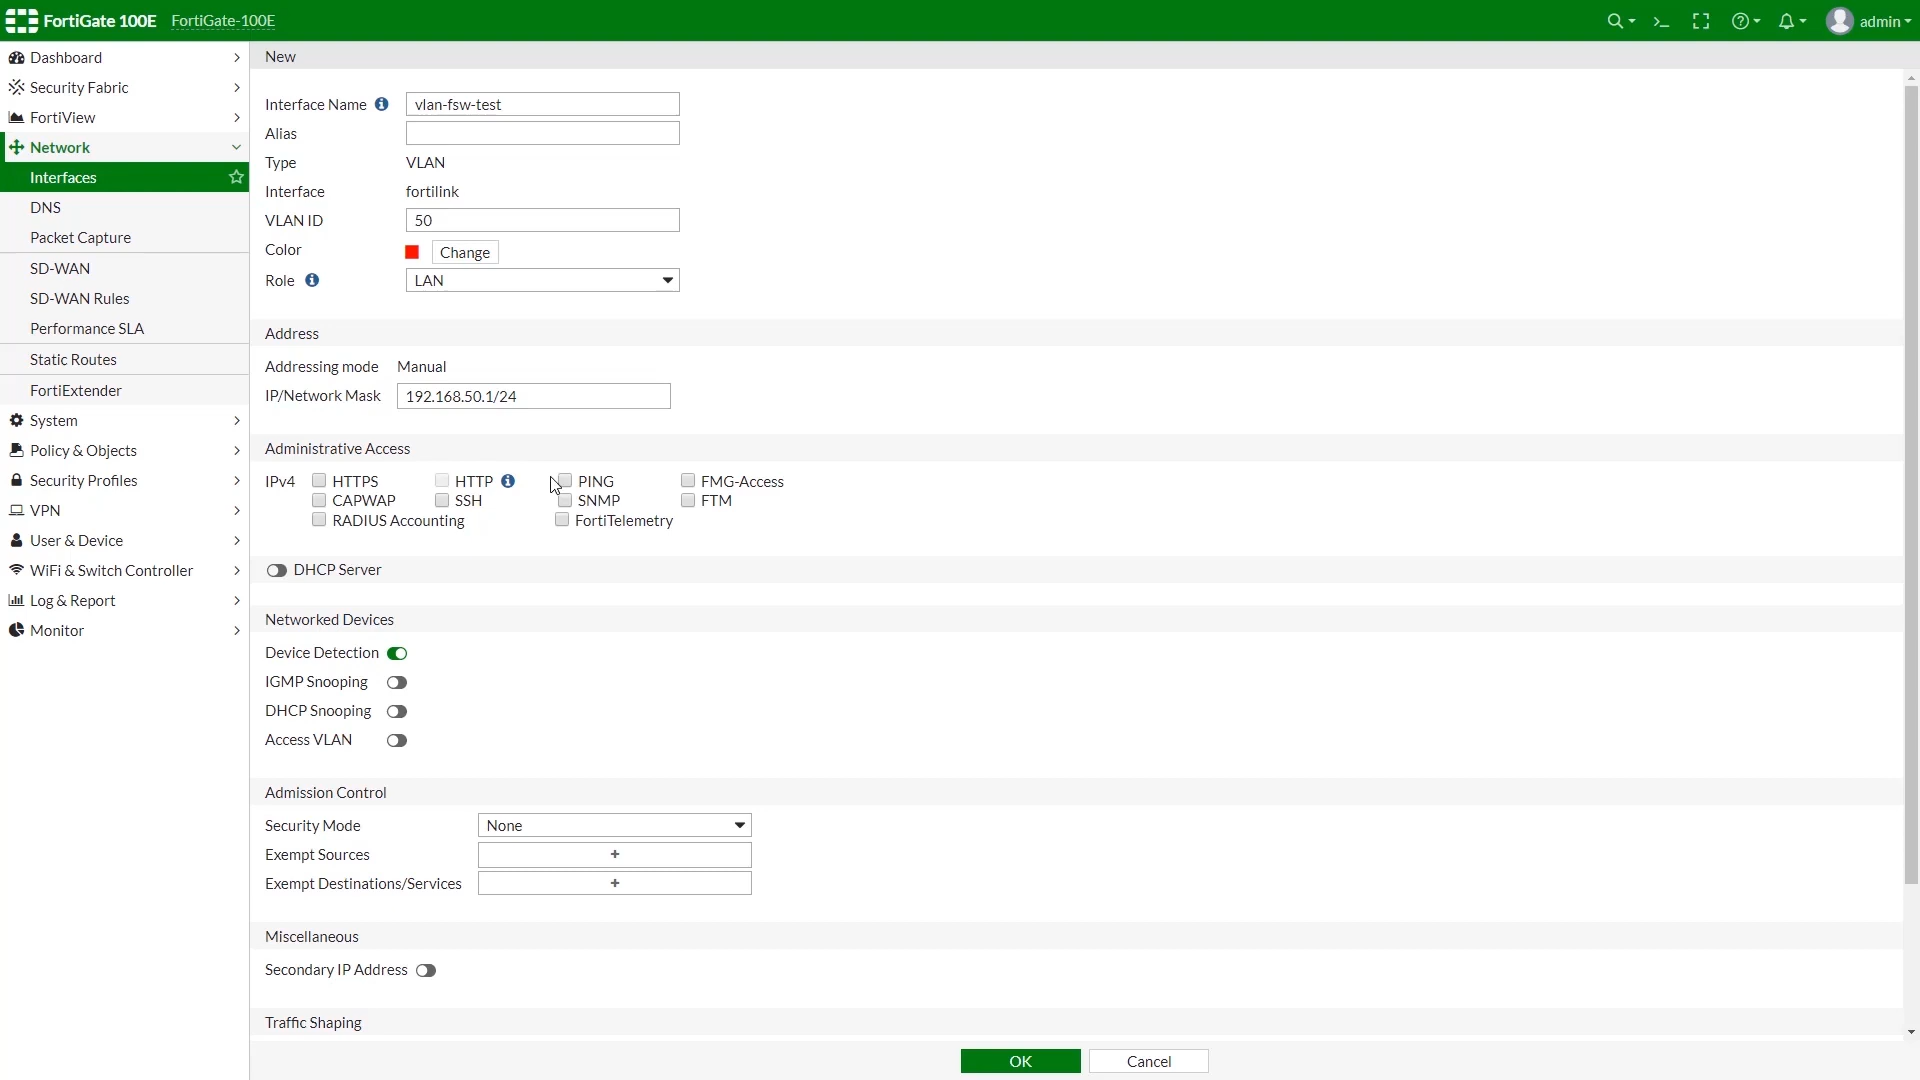 FortiGate 100E FortiGate-100E admin
Dashboard
Security Fabric
FortiView
Network
Interfaces
DNS
Packet Capture
SD-WAN
SD-WAN Rules
Performance SLA
Static Routes
FortiExtender
System
Policy & Objects
Security Profiles
VPN
User & Device
WiFi & Switch Controller
Log & Report
Monitor
New
Interface Name vlan-fsw-test
Alias
Type VLAN
Interface fortilink
VLAN ID 50
Color Change
Role LAN
Address
Addressing mode Manual
IP/Network Mask 192.168.50.1/24
Administrative Access
IPv4 HTTPS HTTP PING FMG-Access
CAPWAP SSH SNMP FTM
RADIUS Accounting FortiTelemetry
DHCP Server
Networked Devices
Device Detection
IGMP Snooping
DHCP Snooping
Access VLAN
Admission Control
Security Mode None
Exempt Sources +
Exempt Destinations/Services +
Miscellaneous
Secondary IP Address
Traffic Shaping
OK Cancel